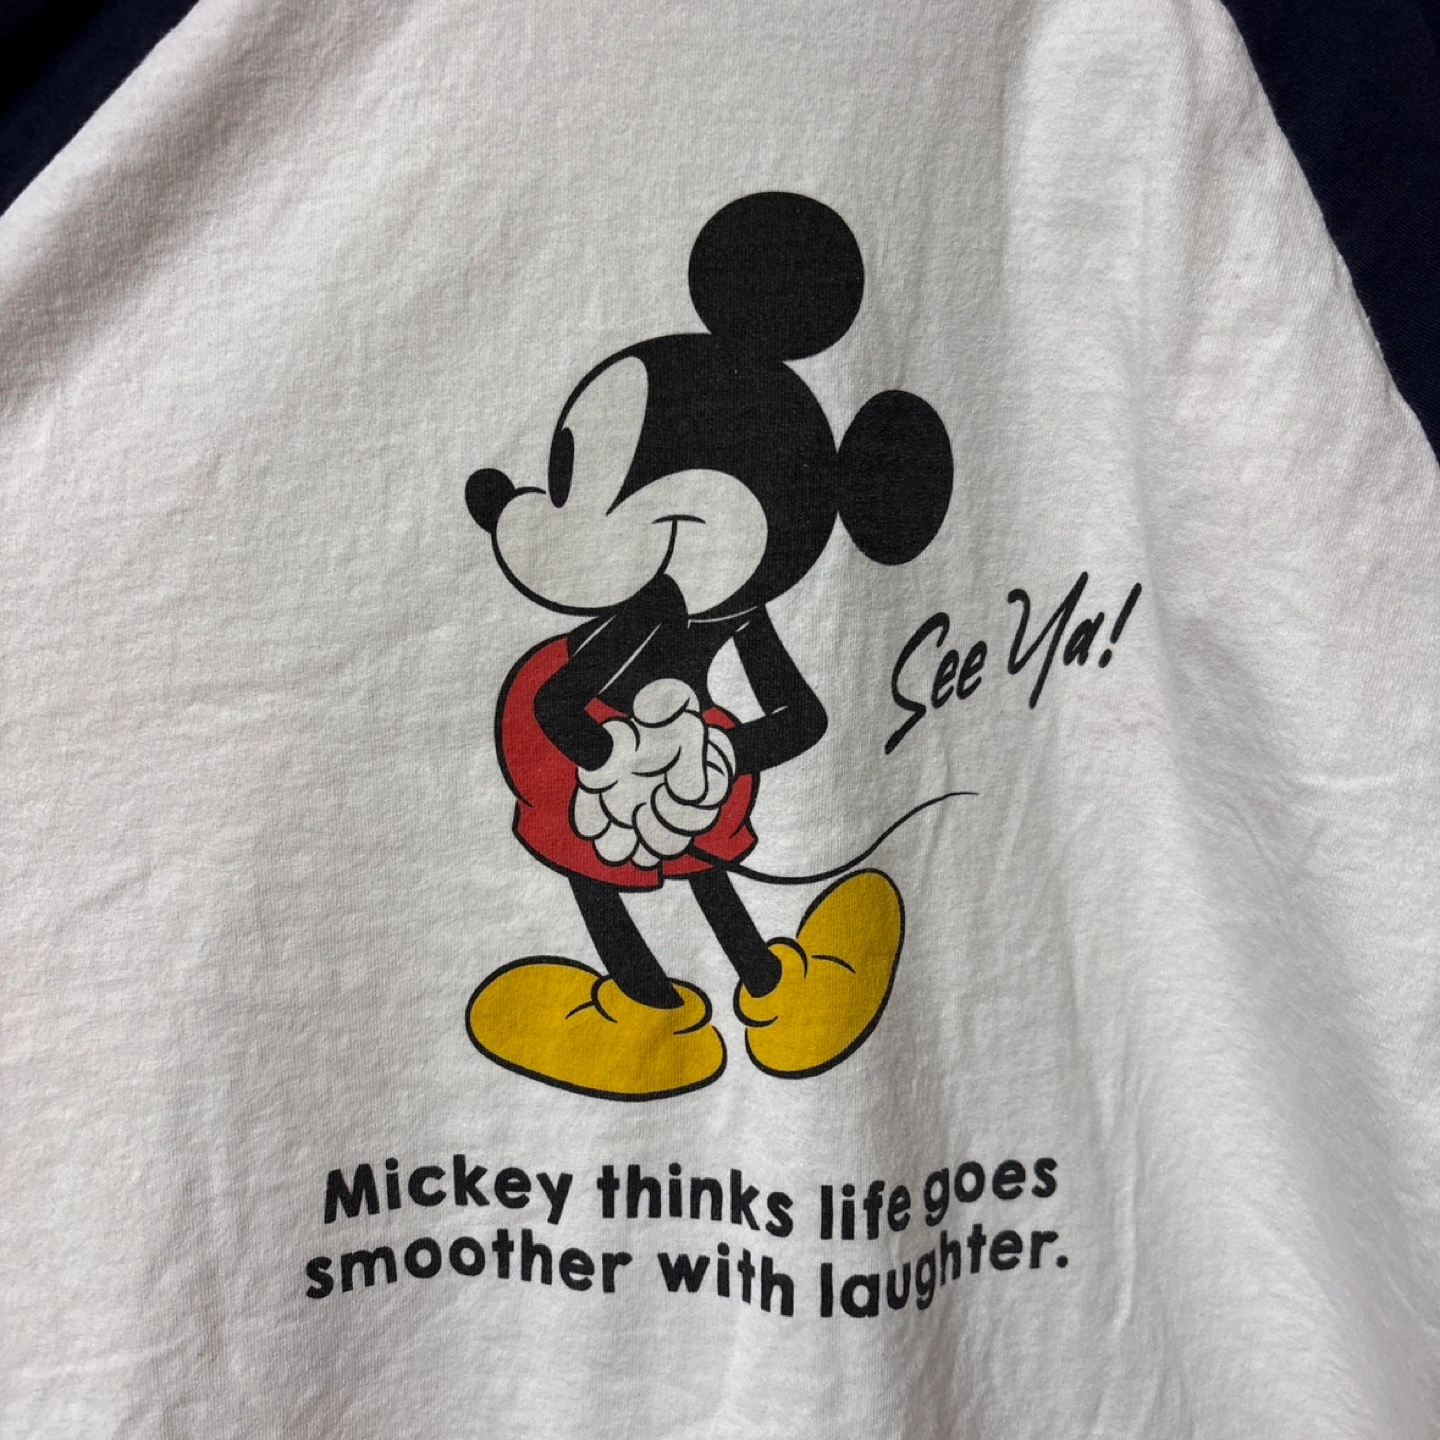 See Ya!
Mickey thinks life goes
smoother with laughter.